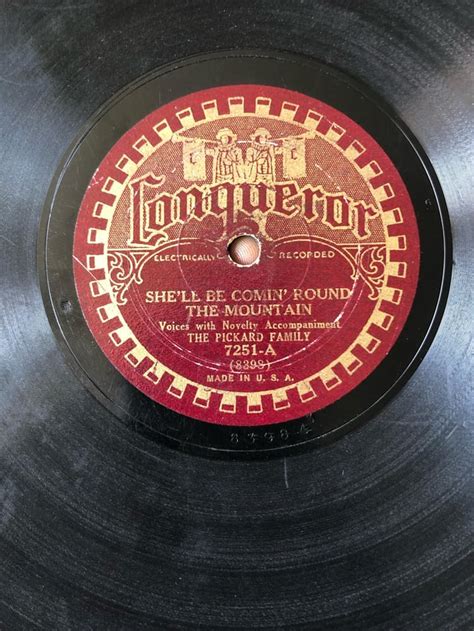 Conqueror
ELECTRICALLY RECORDED
SHE'LL BE COMIN' ROUND
THE MOUNTAIN
Voices with Novelty Accompaniment
THE PICKARD FAMILY
7251-A
(8398)
MADE IN U. S. A.